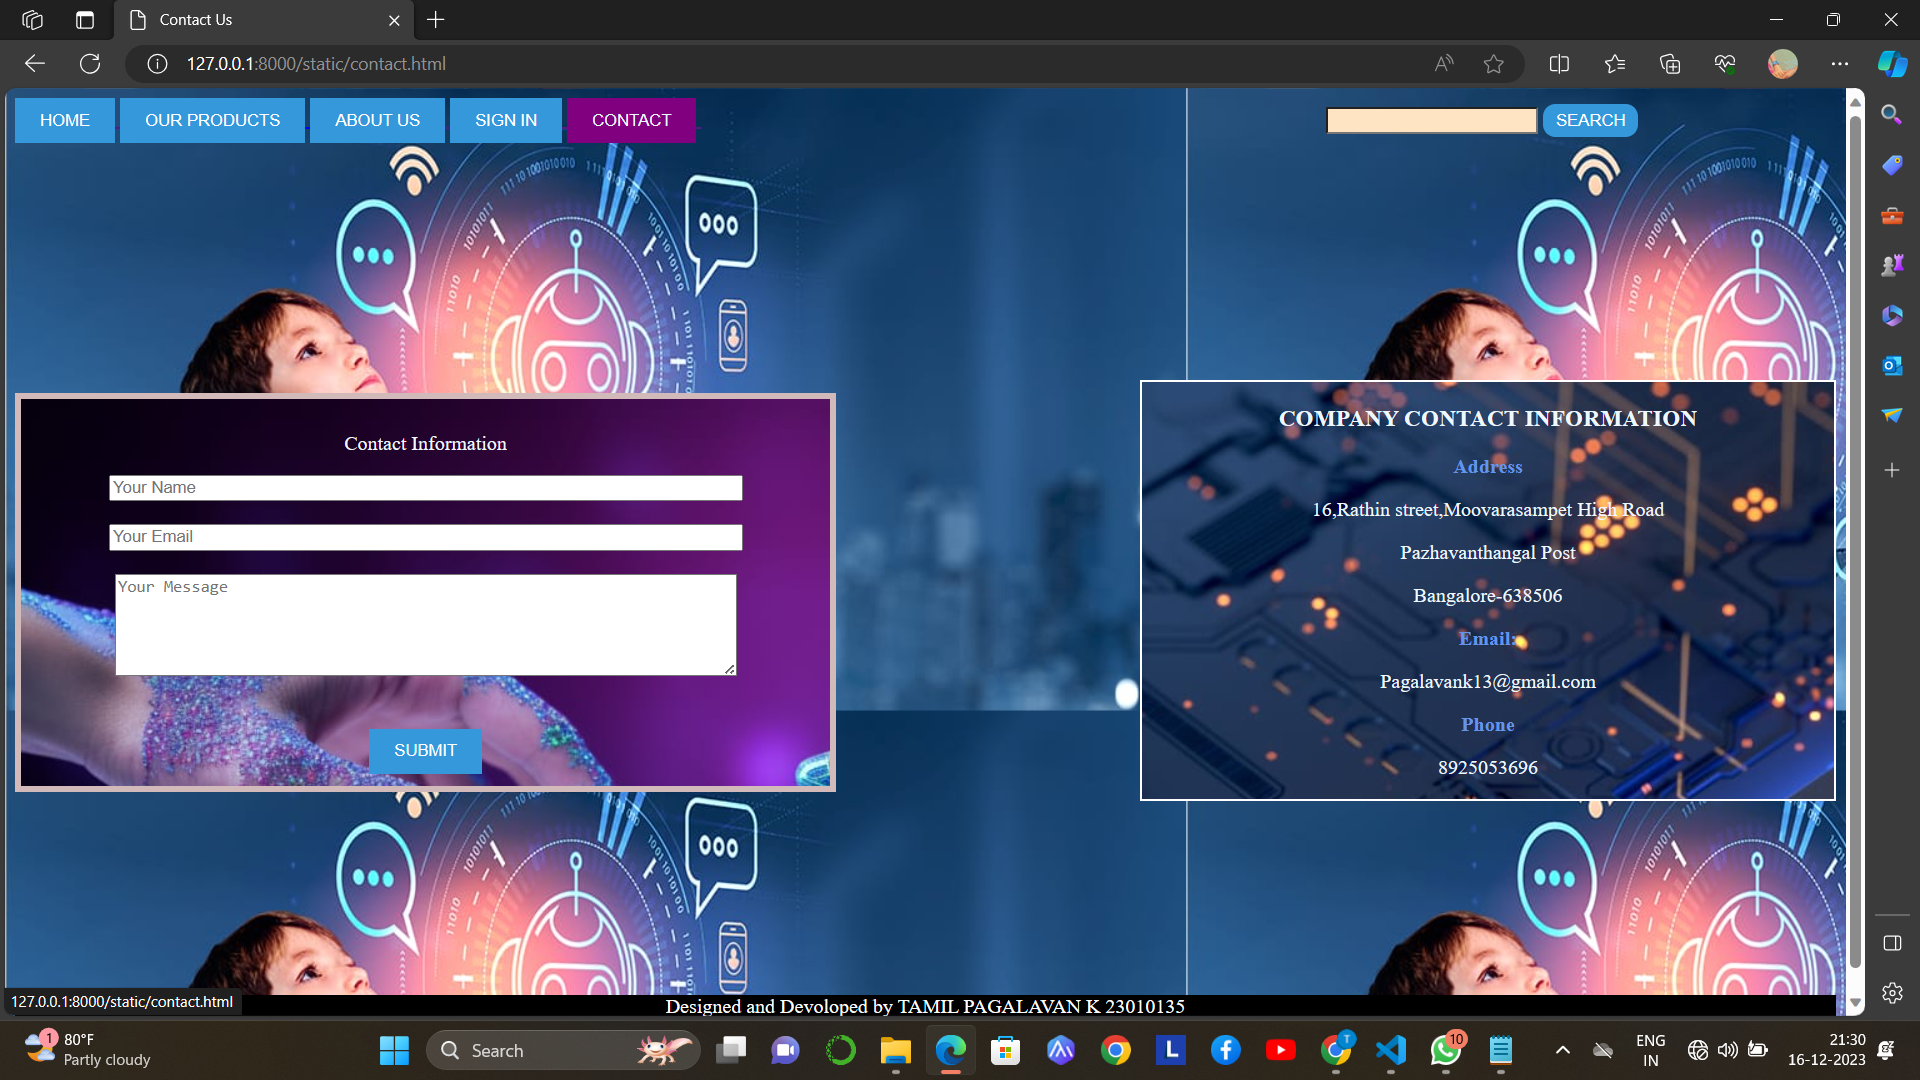 Contact Us
127.0.0.1:8000/static/contact.html
HOME
OUR PRODUCTS
ABOUT US
SIGN IN
CONTACT
SEARCH
Contact Information
Your Name
Your Email
Your Message
SUBMIT
COMPANY CONTACT INFORMATION
Address
16,Rathin street,Moovarasampet High Road
Pazhavanthangal Post
Bangalore-638506
Email:
Pagalavank13@gmail.com
Phone
8925053696
127.0.0.1:8000/static/contact.html
Designed and Devoloped by TAMIL PAGALAVAN K 23010135
1
80°F
Partly cloudy
Search
L
T
10
ENG
IN
21:30
16-12-2023